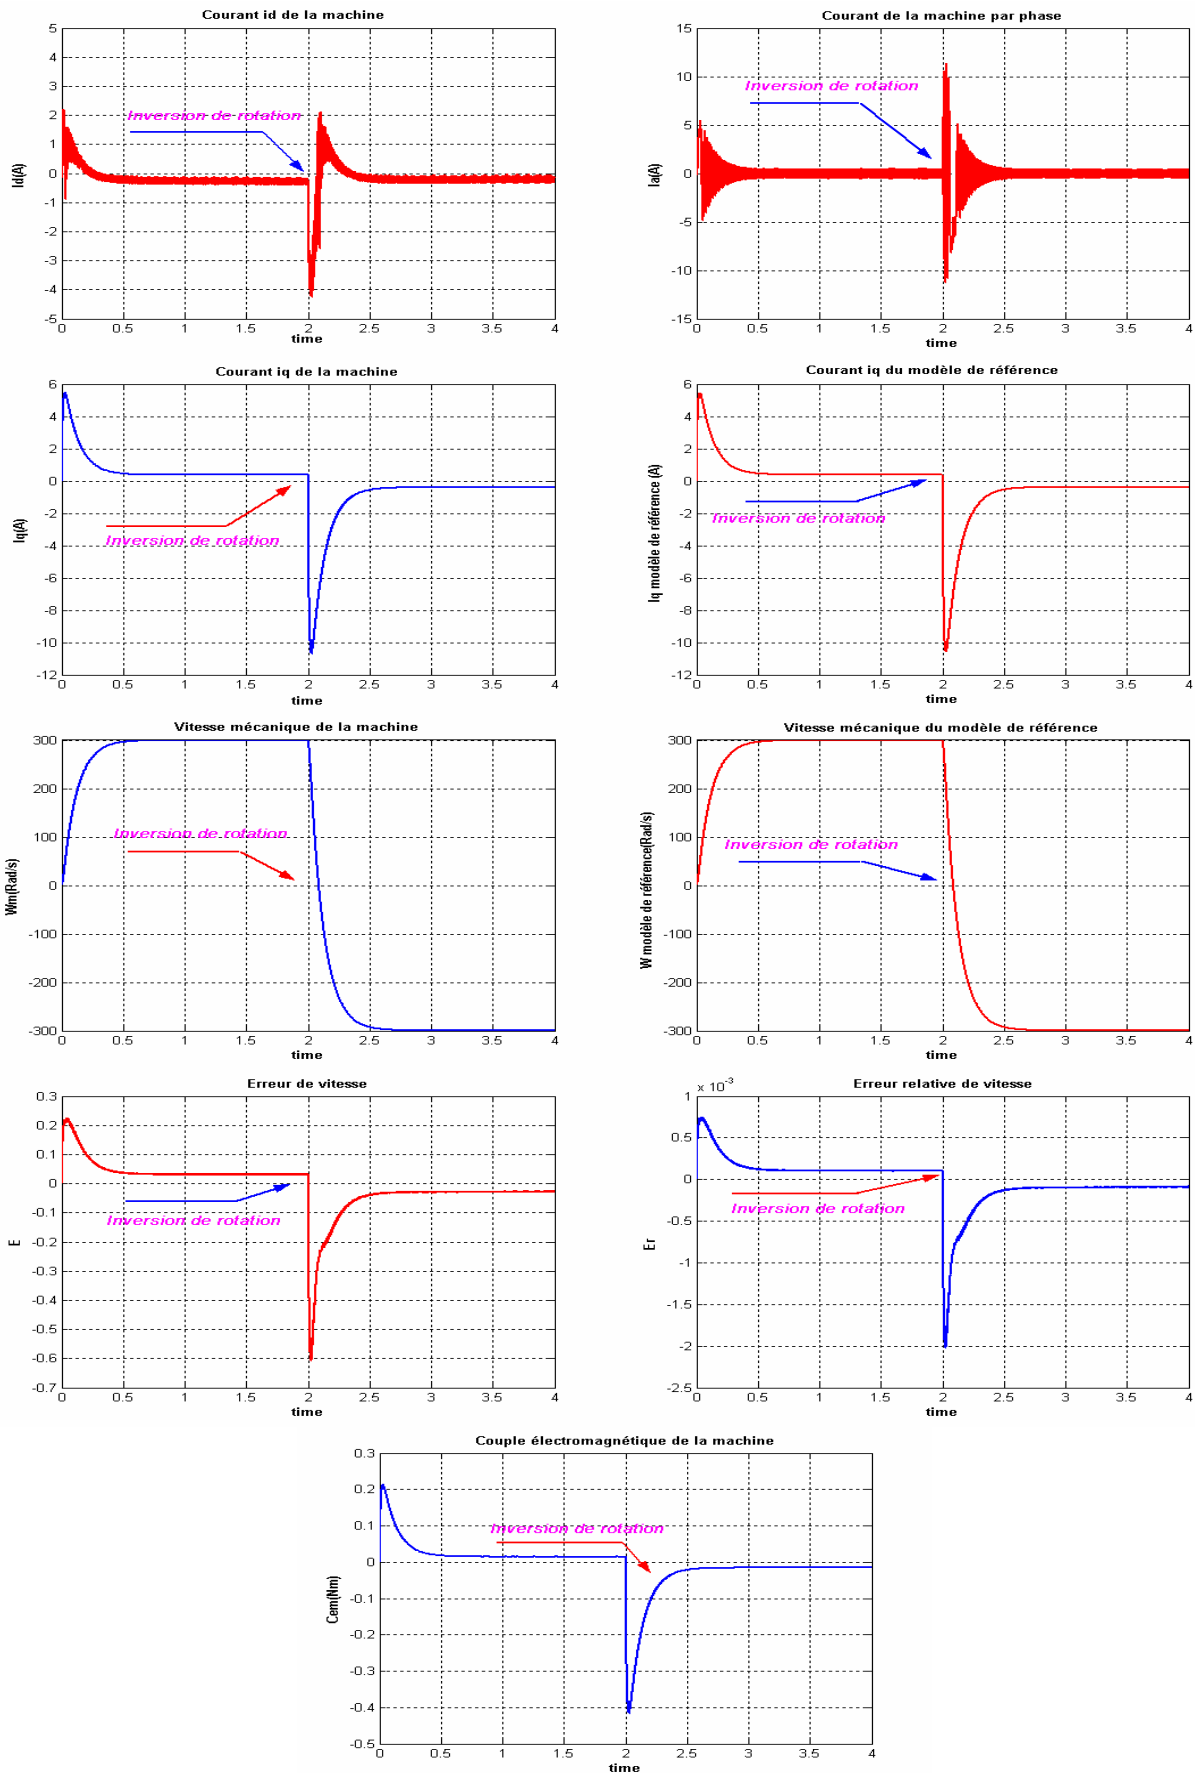 Courant id de la machine
5
4
3
2
1
0
-1
-2
-3
-4
-5
Id(A)
Inversion de rotation
0 0.5 1 1.5 2 2.5 3 3.5 4
time
Courant de la machine par phase
15
10
5
0
-5
-10
-15
Ia(A)
Inversion de rotation
0 0.5 1 1.5 2 2.5 3 3.5 4
time
Courant iq de la machine
6
4
2
0
-2
-4
-6
-8
-10
-12
Iq(A)
Inversion de rotation
0 0.5 1 1.5 2 2.5 3 3.5 4
time
Courant iq du modèle de référence
6
4
2
0
-2
-4
-6
-8
-10
-12
Iq modèle de référence (A)
Inversion de rotation
0 0.5 1 1.5 2 2.5 3 3.5 4
time
Vitesse mécanique de la machine
300
200
100
0
-100
-200
-300
Wm(Rad/s)
Inversion de rotation
0 0.5 1 1.5 2 2.5 3 3.5 4
time
Vitesse mécanique du modèle de référence
300
200
100
0
-100
-200
-300
W modèle de référence(Rad/s)
Inversion de rotation
0 0.5 1 1.5 2 2.5 3 3.5 4
time
Erreur de vitesse
0.3
0.2
0.1
0
-0.1
-0.2
-0.3
-0.4
-0.5
-0.6
-0.7
E
Inversion de rotation
0 0.5 1 1.5 2 2.5 3 3.5 4
time
Erreur relative de vitesse
x 10⁻³
1
0.5
0
-0.5
-1
-1.5
-2
-2.5
Er
Inversion de rotation
0 0.5 1 1.5 2 2.5 3 3.5 4
time
Couple électromagnétique de la machine
0.3
0.2
0.1
0
-0.1
-0.2
-0.3
-0.4
-0.5
Cem(Nm)
Inversion de rotation
0 0.5 1 1.5 2 2.5 3 3.5 4
time